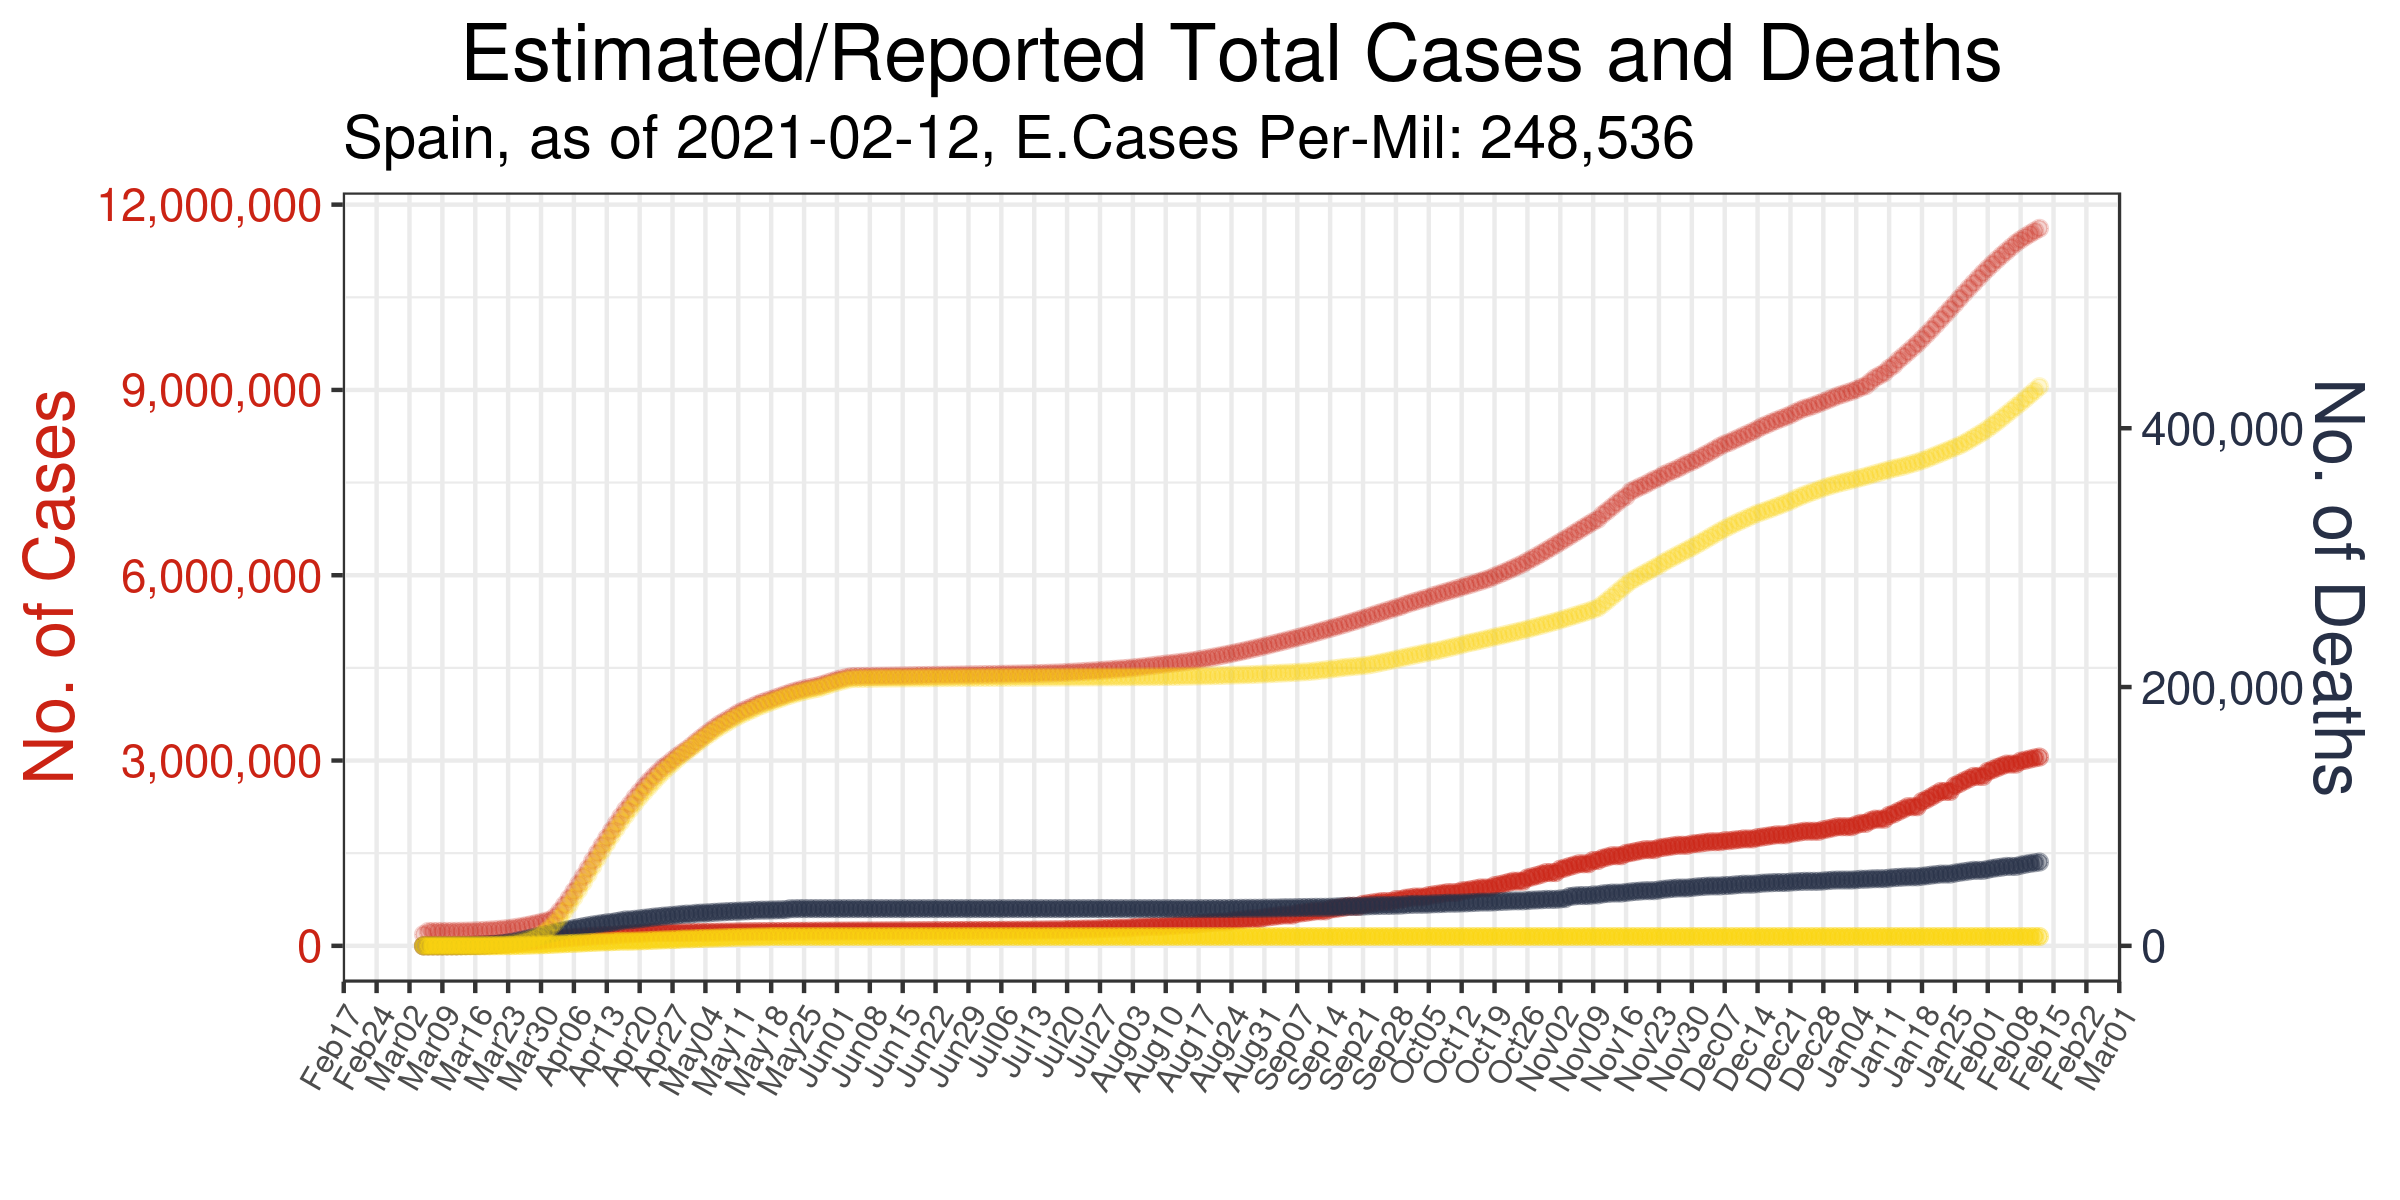 Estimated/Reported Total Cases and Deaths
Spain, as of 2021-02-12, E.Cases Per-Mil: 248,536
No. of Cases
12,000,000
9,000,000
6,000,000
3,000,000
0
400,000
200,000
0
No. of Deaths
Feb17
Feb24
Mar02
Mar09
Mar16
Mar23
Mar30
Apr06
Apr13
Apr20
Apr27
May04
May11
May18
May25
Jun01
Jun08
Jun15
Jun22
Jun29
Jul06
Jul13
Jul20
Jul27
Aug03
Aug10
Aug17
Aug24
Aug31
Sep07
Sep14
Sep21
Sep28
Oct05
Oct12
Oct19
Oct26
Nov02
Nov09
Nov16
Nov23
Nov30
Dec07
Dec14
Dec21
Dec28
Jan04
Jan11
Jan18
Jan25
Feb01
Feb08
Feb15
Feb22
Mar01